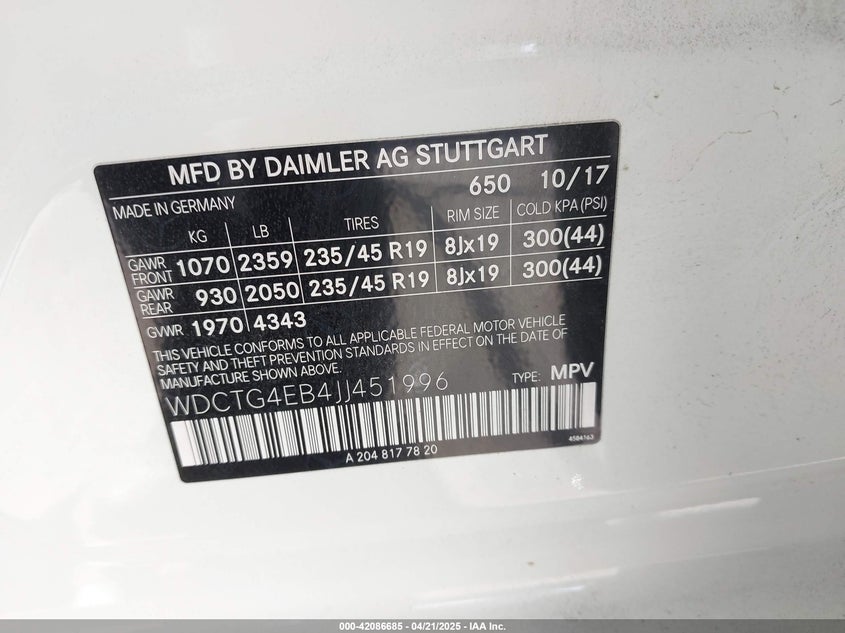 MFD BY DAIMLER AG STUTTGART
650 10/17
MADE IN GERMANY
KG LB TIRES RIM SIZE COLD KPA (PSI)
GAWR FRONT 1070 2359 235/45 R19 8Jx19 300(44)
GAWR REAR 930 2050 235/45 R19 8Jx19 300(44)
GVWR 1970 4343
THIS VEHICLE CONFORMS TO ALL APPLICABLE FEDERAL MOTOR VEHICLE
SAFETY AND THEFT PREVENTION STANDARDS IN EFFECT ON THE DATE OF
MANUFACTURE SHOWN ABOVE.
WDCTG4EB4JJ451996 TYPE: MPV
A 204 817 78 20
4584163
000-42086685 - 04/21/2025 - IAA Inc.